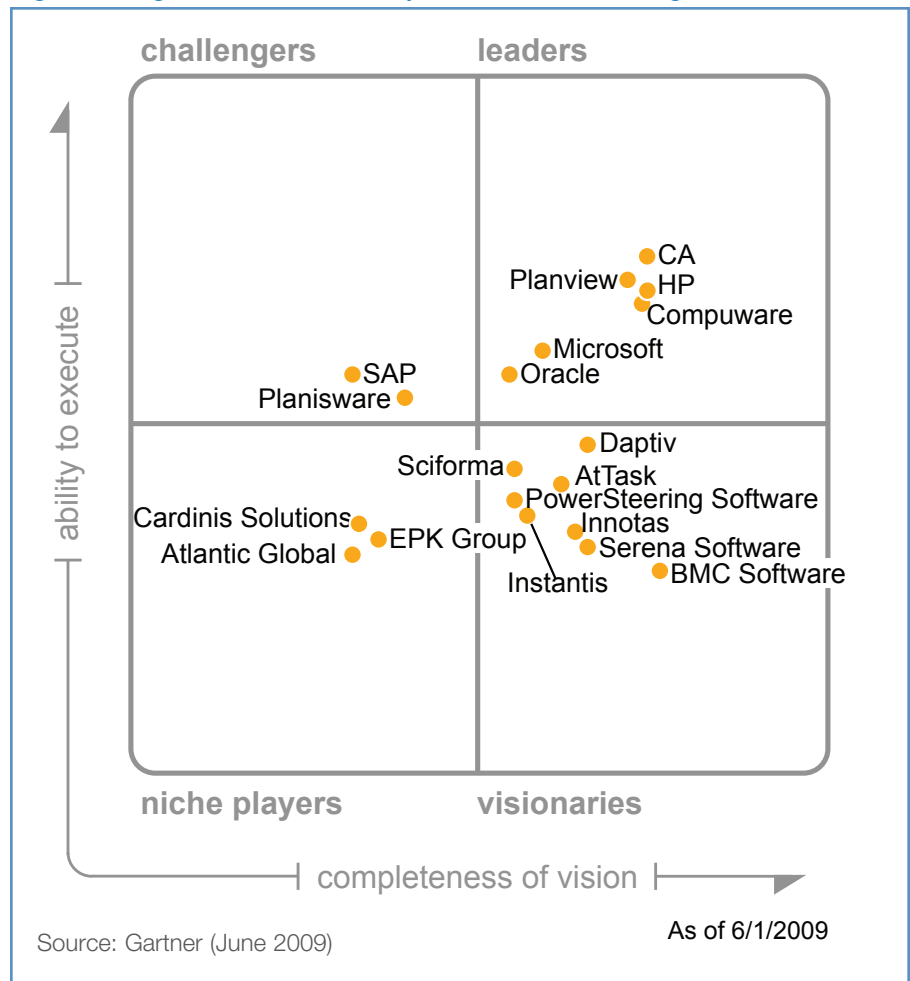 challengers
leaders
CA
Planview
HP
Compuware
Microsoft
SAP
Oracle
Planisware
ability to execute
Daptiv
Sciforma
AtTask
PowerSteering Software
Cardinis Solutions
Innotas
EPK Group
Serena Software
Atlantic Global
BMC Software
Instantis
niche players
visionaries
completeness of vision
As of 6/1/2009
Source: Gartner (June 2009)